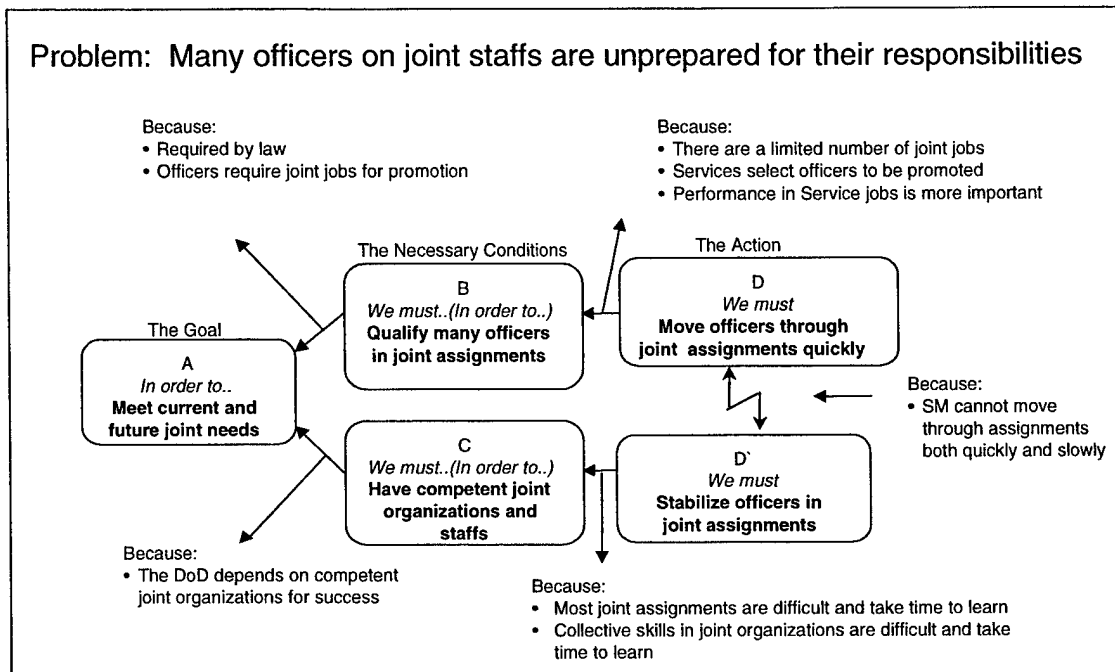 Problem: Many officers on joint staffs are unprepared for their responsibilities
Because:
• Required by law
• Officers require joint jobs for promotion
Because:
• There are a limited number of joint jobs
• Services select officers to be promoted
• Performance in Service jobs is more important
The Necessary Conditions
The Action
B
We must..(In order to..)
Qualify many officers
in joint assignments
D
We must
Move officers through
joint assignments quickly
The Goal
A
In order to..
Meet current and
future joint needs
Because:
• SM cannot move
through assignments
both quickly and slowly
C
We must..(In order to..)
Have competent joint
organizations and
staffs
D`
We must
Stabilize officers in
joint assignments
Because:
• The DoD depends on competent
joint organizations for success
Because:
• Most joint assignments are difficult and take time to learn
• Collective skills in joint organizations are difficult and take
time to learn